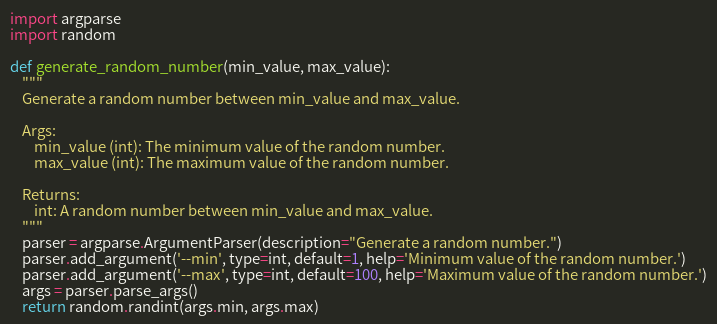 import argparse
import random

def generate_random_number(min_value, max_value):
    """
    Generate a random number between min_value and max_value.

    Args:
        min_value (int): The minimum value of the random number.
        max_value (int): The maximum value of the random number.

    Returns:
        int: A random number between min_value and max_value.
    """
    parser = argparse.ArgumentParser(description="Generate a random number.")
    parser.add_argument('--min', type=int, default=1, help='Minimum value of the random number.')
    parser.add_argument('--max', type=int, default=100, help='Maximum value of the random number.')
    args = parser.parse_args()
    return random.randint(args.min, args.max)